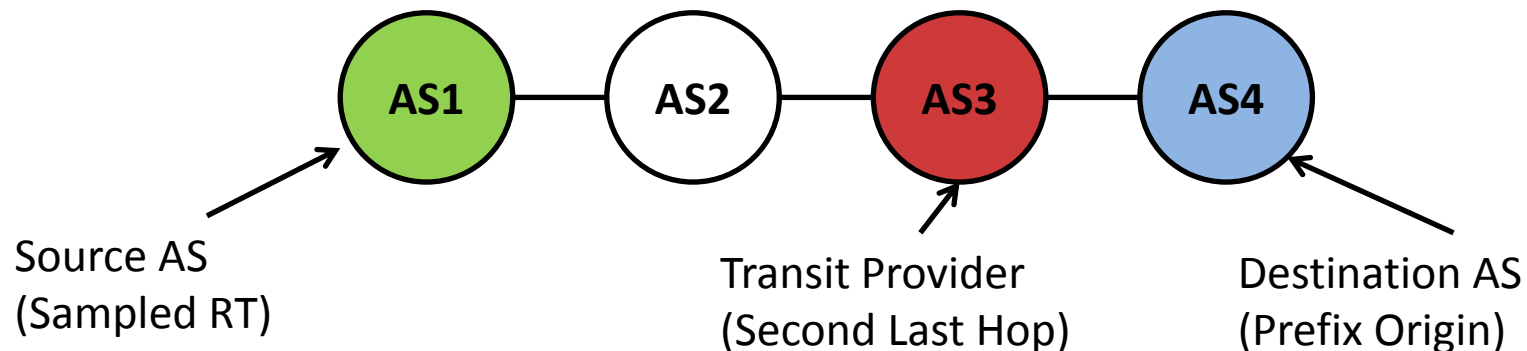 AS1
AS2
AS3
AS4
Source AS
(Sampled RT)
Transit Provider
(Second Last Hop)
Destination AS
(Prefix Origin)